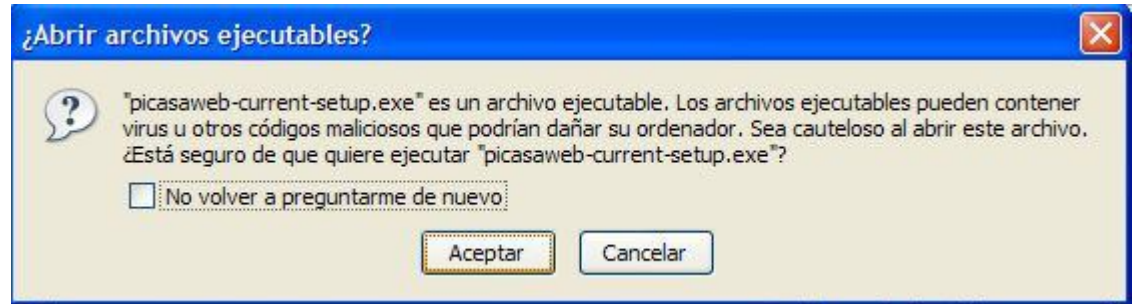 ¿Abrir archivos ejecutables?
"picasaweb-current-setup.exe" es un archivo ejecutable. Los archivos ejecutables pueden contener
virus u otros códigos maliciosos que podrían dañar su ordenador. Sea cauteloso al abrir este archivo.
¿Está seguro de que quiere ejecutar "picasaweb-current-setup.exe"?
No volver a preguntarme de nuevo
Aceptar Cancelar